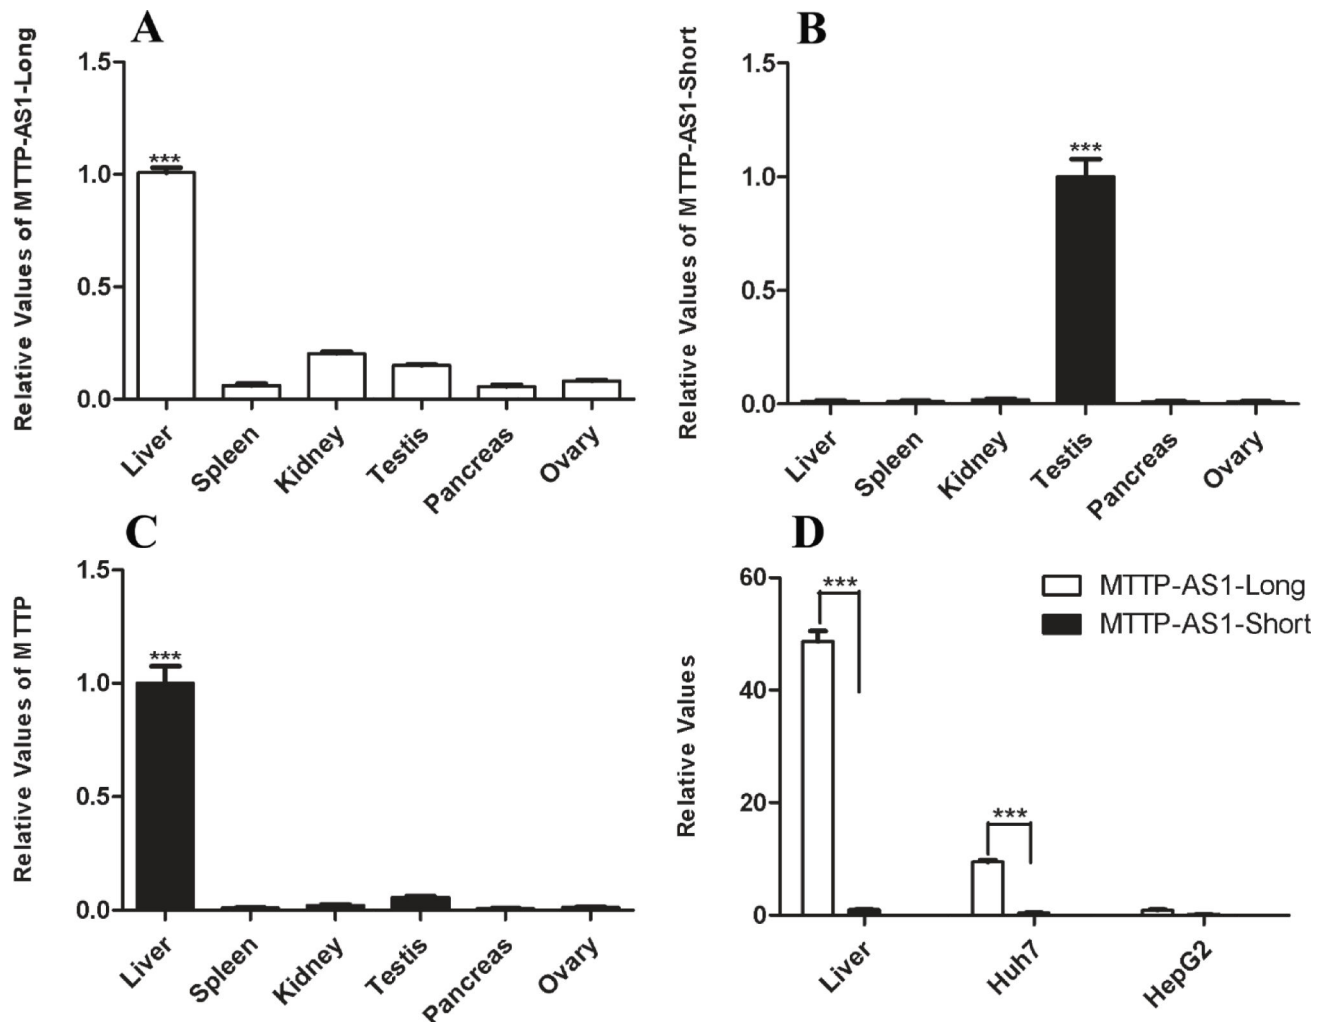 A
Relative Values of MTTP-AS1-Long
1.5
1.0
0.5
0.0
***
Liver
Spleen
Kidney
Testis
Pancreas
Ovary
B
Relative Values of MTTP-AS1-Short
1.5
1.0
0.5
0.0
***
Liver
Spleen
Kidney
Testis
Pancreas
Ovary
C
Relative Values of MTTP
1.5
1.0
0.5
0.0
***
Liver
Spleen
Kidney
Testis
Pancreas
Ovary
D
Relative Values
60
40
20
0
***
***
MTTP-AS1-Long
MTTP-AS1-Short
Liver
Huh7
HepG2